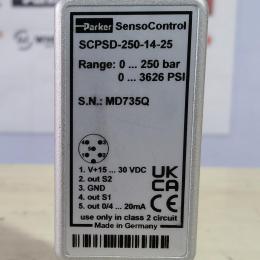 Parker SensoControl
SCPSD-250-14-25
Range: 0 ... 250 bar
0 ... 3626 PSI
S.N.: MD735Q
1. V+15 ... 30 VDC
2. out S2
3. GND
4. out S1
5. out 0/4 ... 20mA
UK
CA
CE
use only in class 2 circuit
Made in Germany